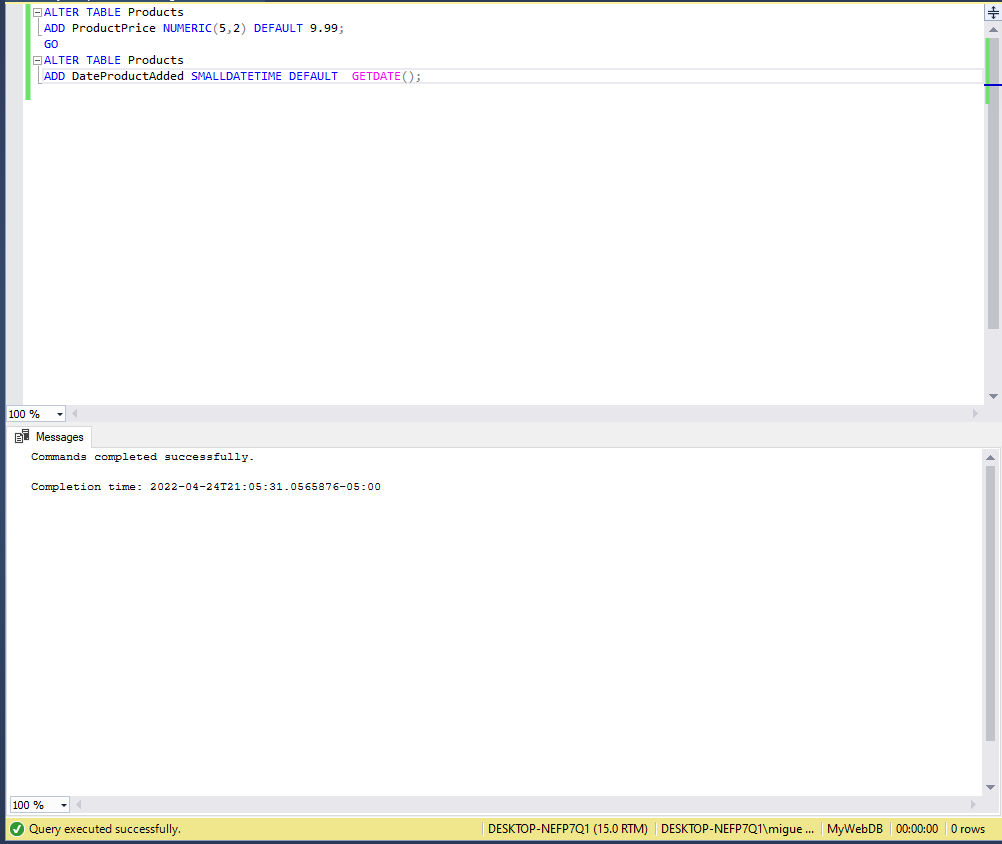 ALTER TABLE Products
ADD ProductPrice NUMERIC(5,2) DEFAULT 9.99;
GO
ALTER TABLE Products
ADD DateProductAdded SMALLDATETIME DEFAULT  GETDATE();
100 %
Messages
Commands completed successfully.
Completion time: 2022-04-24T21:05:31.0565876-05:00
100 %
Query executed successfully. DESKTOP-NEFP7Q1 (15.0 RTM) DESKTOP-NEFP7Q1\migue ... MyWebDB 00:00:00 0 rows